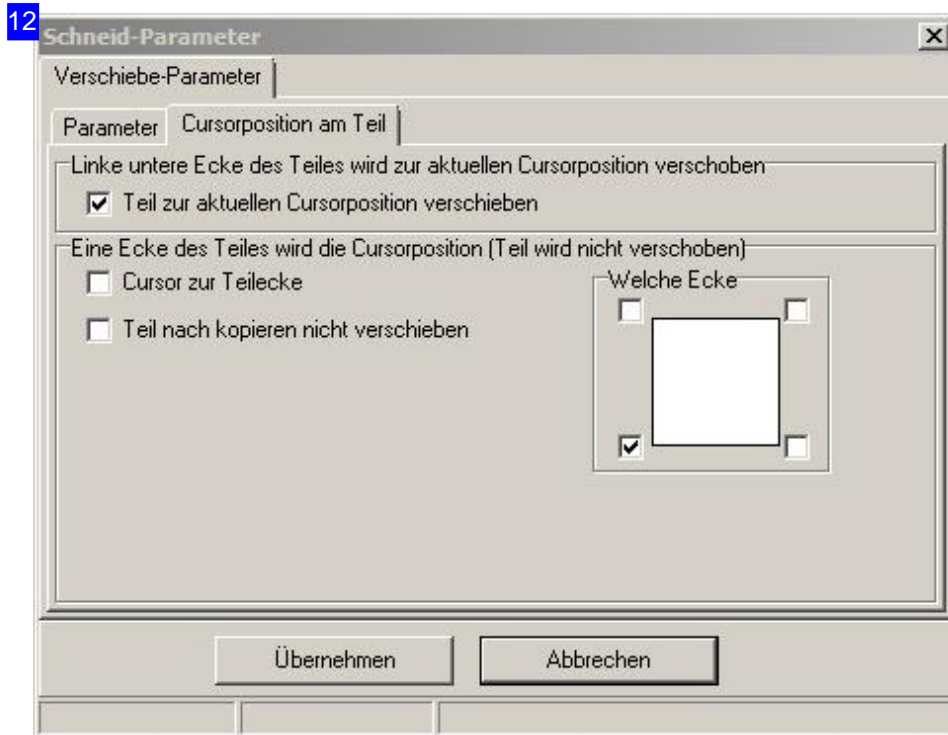 12
Schneid-Parameter
Verschiebe-Parameter
Parameter Cursorposition am Teil
Linke untere Ecke des Teiles wird zur aktuellen Cursorposition verschoben
Teil zur aktuellen Cursorposition verschieben
Eine Ecke des Teiles wird die Cursorposition (Teil wird nicht verschoben)
Cursor zur Teilecke
Welche Ecke
Teil nach kopieren nicht verschieben
Übernehmen Abbrechen